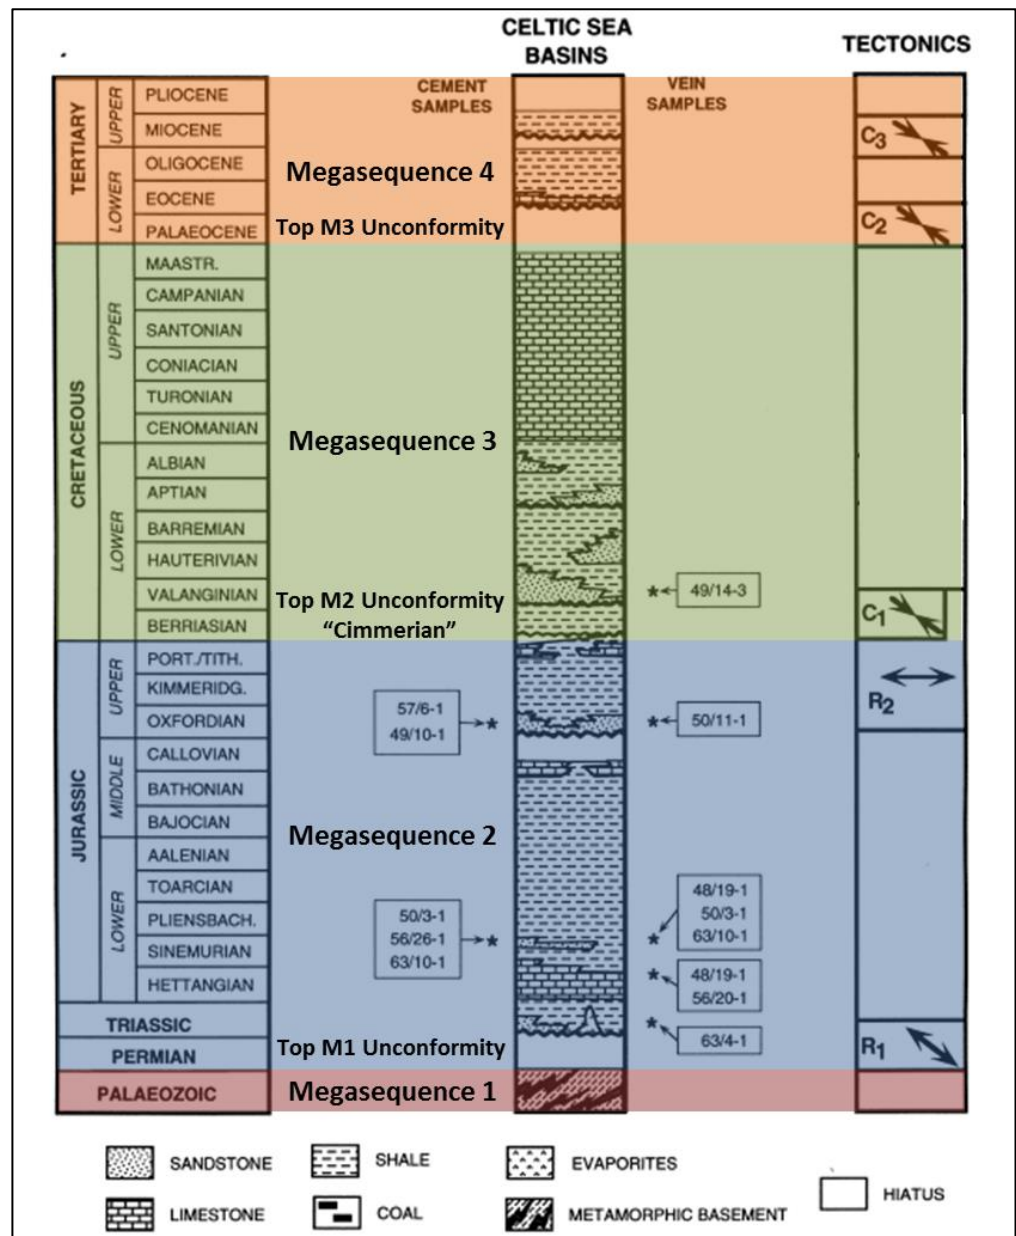 CELTIC SEA
BASINS
TECTONICS
CEMENT
SAMPLES
VEIN
SAMPLES
TERTIARY
UPPER
PLIOCENE
MIOCENE
LOWER
OLIGOCENE
EOCENE
PALAEOCENE
Megasequence 4
Top M3 Unconformity
C3
C2
CRETACEOUS
UPPER
MAASTR.
CAMPANIAN
SANTONIAN
CONIACIAN
TURONIAN
CENOMANIAN
LOWER
ALBIAN
APTIAN
BARREMIAN
HAUTERIVIAN
VALANGINIAN
BERRIASIAN
Megasequence 3
Top M2 Unconformity
“Cimmerian”
* 49/14-3
C1
JURASSIC
UPPER
PORT./TITH.
KIMMERIDG.
OXFORDIAN
MIDDLE
CALLOVIAN
BATHONIAN
BAJOCIAN
LOWER
AALENIAN
TOARCIAN
PLIENSBACH.
SINEMURIAN
HETTANGIAN
57/6-1
49/10-1
*
* 50/11-1
R2
Megasequence 2
50/3-1
56/26-1
63/10-1
*
48/19-1
50/3-1
63/10-1
*
48/19-1
56/20-1
*
63/4-1
*
TRIASSIC
PERMIAN
Top M1 Unconformity
R1
PALAEOZOIC
Megasequence 1
SANDSTONE
SHALE
EVAPORITES
HIATUS
LIMESTONE
COAL
METAMORPHIC BASEMENT